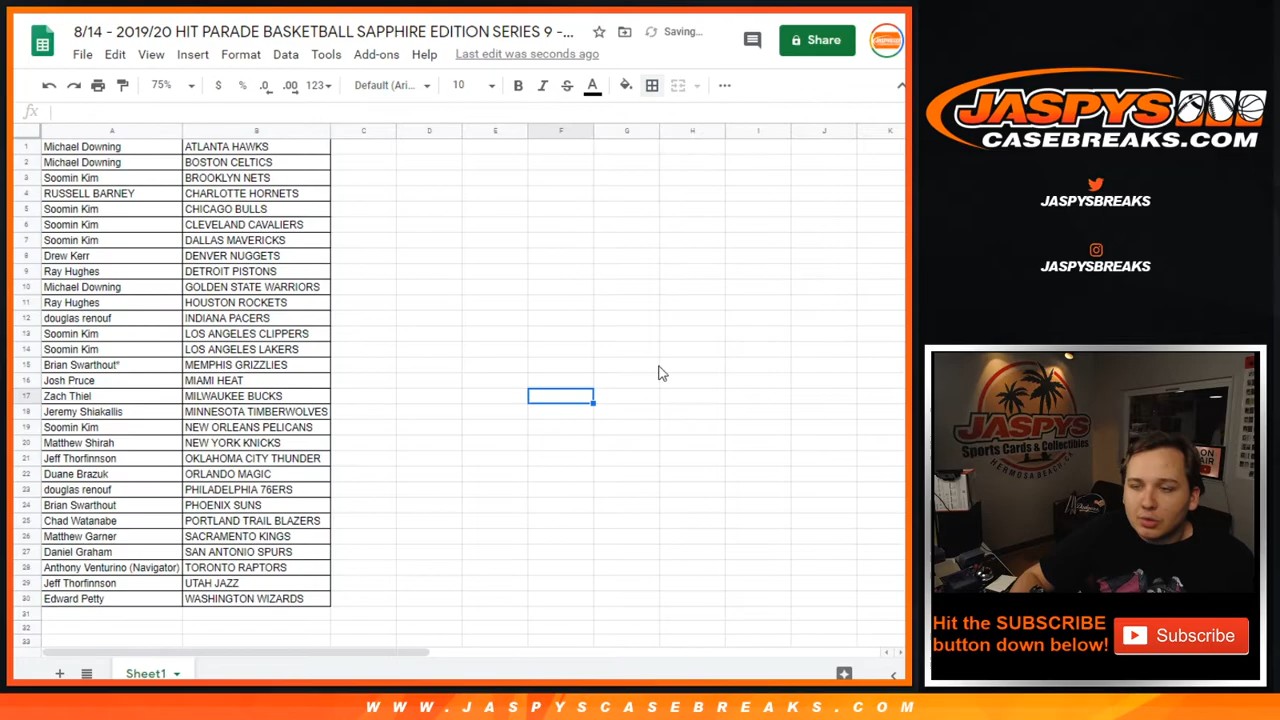 8/14 - 2019/20 HIT PARADE BASKETBALL SAPPHIRE EDITION SERIES 9 -...
Saving...
Share
File Edit View Insert Format Data Tools Add-ons Help Last edit was seconds ago
75% $ % .0 .00 123 Default (Ari... 10 B I S A
fx
A B C D E F G H I J K
1 Michael Downing ATLANTA HAWKS
2 Michael Downing BOSTON CELTICS
3 Soomin Kim BROOKLYN NETS
4 RUSSELL BARNEY CHARLOTTE HORNETS
5 Soomin Kim CHICAGO BULLS
6 Soomin Kim CLEVELAND CAVALIERS
7 Soomin Kim DALLAS MAVERICKS
8 Drew Kerr DENVER NUGGETS
9 Ray Hughes DETROIT PISTONS
10 Michael Downing GOLDEN STATE WARRIORS
11 Ray Hughes HOUSTON ROCKETS
12 douglas renouf INDIANA PACERS
13 Soomin Kim LOS ANGELES CLIPPERS
14 Soomin Kim LOS ANGELES LAKERS
15 Brian Swarthout* MEMPHIS GRIZZLIES
16 Josh Pruce MIAMI HEAT
17 Zach Thiel MILWAUKEE BUCKS
18 Jeremy Shiakallis MINNESOTA TIMBERWOLVES
19 Soomin Kim NEW ORLEANS PELICANS
20 Matthew Shirah NEW YORK KNICKS
21 Jeff Thorfinnson OKLAHOMA CITY THUNDER
22 Duane Brazuk ORLANDO MAGIC
23 douglas renouf PHILADELPHIA 76ERS
24 Brian Swarthout PHOENIX SUNS
25 Chad Watanabe PORTLAND TRAIL BLAZERS
26 Matthew Garner SACRAMENTO KINGS
27 Daniel Graham SAN ANTONIO SPURS
28 Anthony Venturino (Navigator) TORONTO RAPTORS
29 Jeff Thorfinnson UTAH JAZZ
30 Edward Petty WASHINGTON WIZARDS
31
32
33
Sheet1
JASPYS
CASEBREAKS.COM
JASPYSBREAKS
JASPYSBREAKS
JASPYS
Sports Cards & Collectibles
HERMOSA BEACH, CA
ON
AIR
Hit the SUBSCRIBE
button down below!
Subscribe
WWW.JASPYSCASEBREAKS.COM